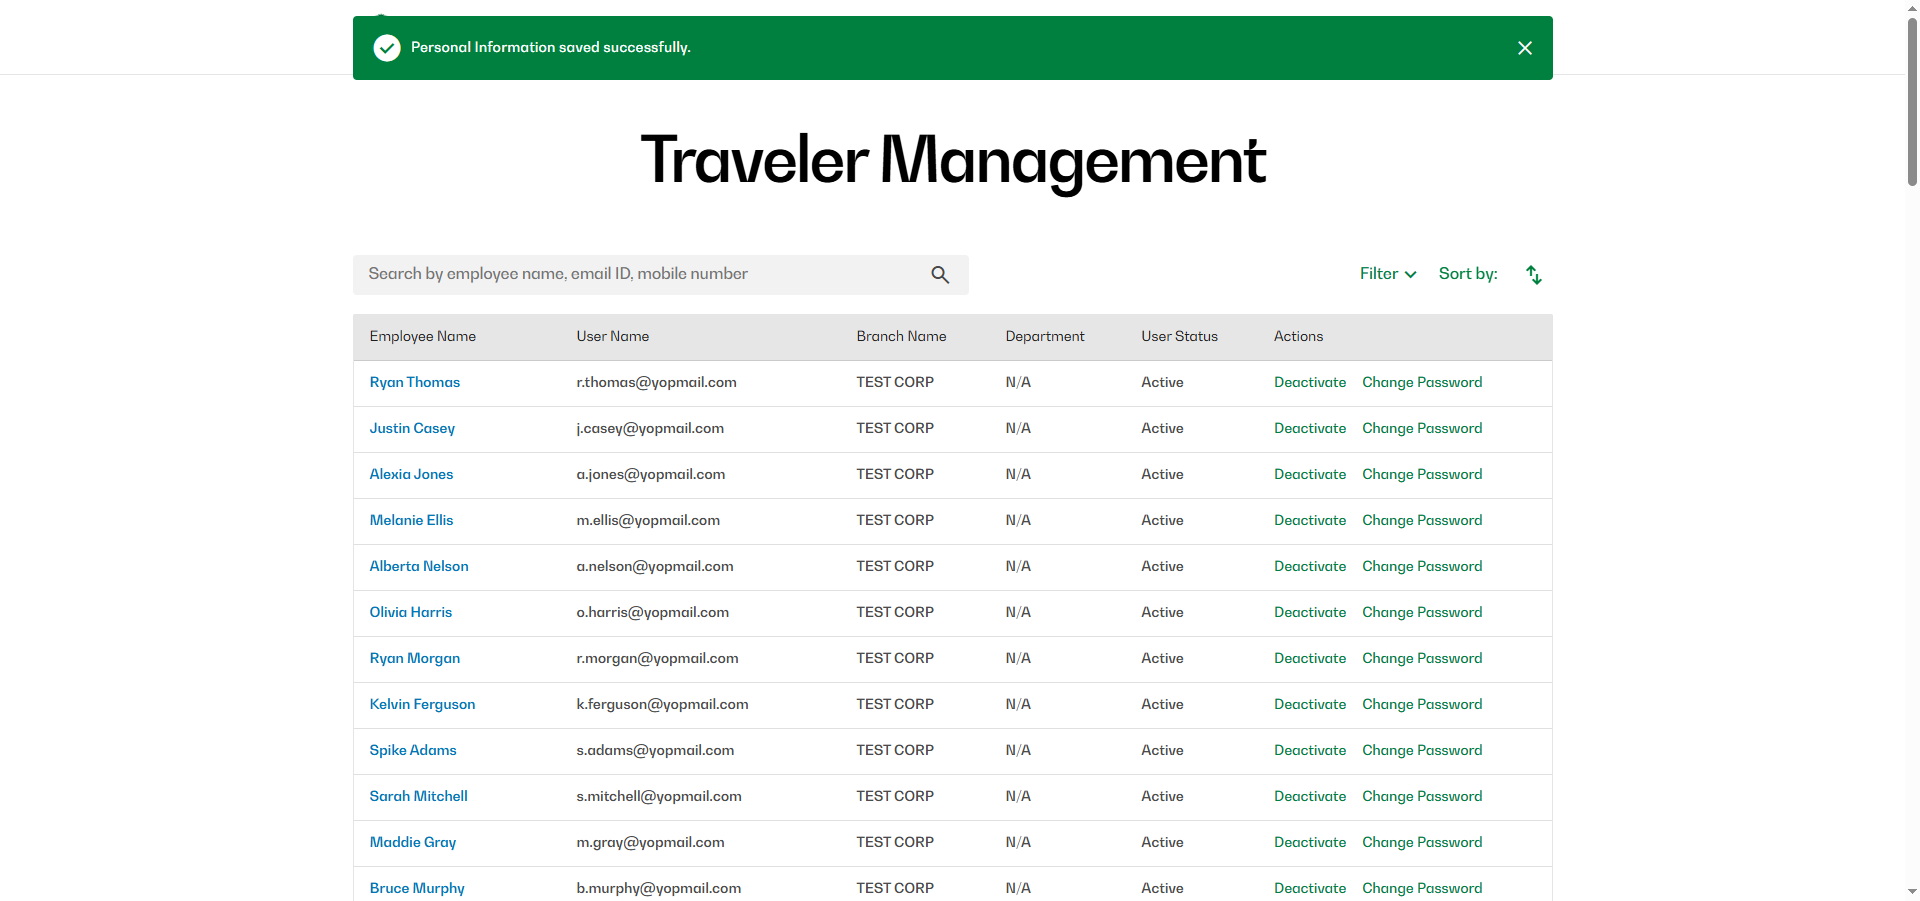 Personal Information saved successfully.
Traveler Management
Search by employee name, email ID, mobile number
Filter Sort by:
Employee Name User Name Branch Name Department User Status Actions
Ryan Thomas r.thomas@yopmail.com TEST CORP N/A Active Deactivate Change Password
Justin Casey j.casey@yopmail.com TEST CORP N/A Active Deactivate Change Password
Alexia Jones a.jones@yopmail.com TEST CORP N/A Active Deactivate Change Password
Melanie Ellis m.ellis@yopmail.com TEST CORP N/A Active Deactivate Change Password
Alberta Nelson a.nelson@yopmail.com TEST CORP N/A Active Deactivate Change Password
Olivia Harris o.harris@yopmail.com TEST CORP N/A Active Deactivate Change Password
Ryan Morgan r.morgan@yopmail.com TEST CORP N/A Active Deactivate Change Password
Kelvin Ferguson k.ferguson@yopmail.com TEST CORP N/A Active Deactivate Change Password
Spike Adams s.adams@yopmail.com TEST CORP N/A Active Deactivate Change Password
Sarah Mitchell s.mitchell@yopmail.com TEST CORP N/A Active Deactivate Change Password
Maddie Gray m.gray@yopmail.com TEST CORP N/A Active Deactivate Change Password
Bruce Murphy b.murphy@yopmail.com TEST CORP N/A Active Deactivate Change Password